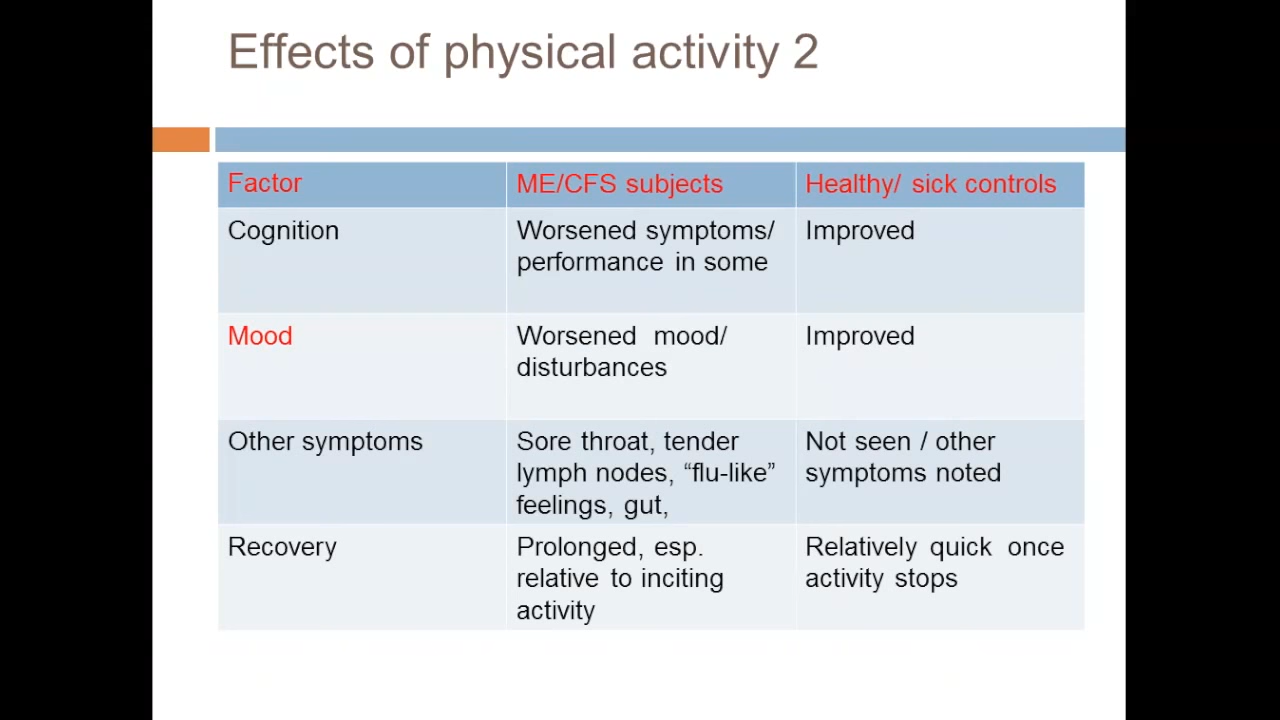 Effects of physical activity 2
Factor
ME/CFS subjects
Healthy/ sick controls
Cognition
Worsened symptoms/
performance in some
Improved
Mood
Worsened mood/
disturbances
Improved
Other symptoms
Sore throat, tender
lymph nodes, “flu-like”
feelings, gut,
Not seen / other
symptoms noted
Recovery
Prolonged, esp.
relative to inciting
activity
Relatively quick once
activity stops